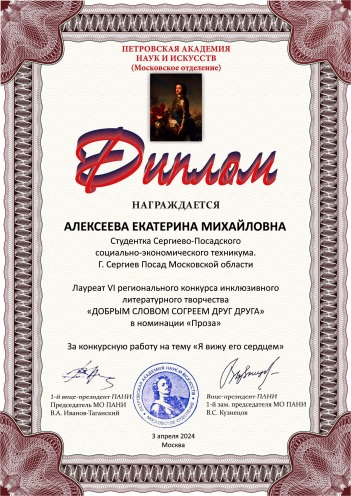 ПЕТРОВСКАЯ АКАДЕМИЯ
НАУК И ИСКУССТВ
(Московское отделение)
Диплом
НАГРАЖДАЕТСЯ
АЛЕКСЕЕВА ЕКАТЕРИНА МИХАЙЛОВНА
Студентка Сергиево-Посадского
социально-экономического техникума.
Г. Сергиев Посад Московской области
Лауреат VI регионального конкурса инклюзивного
литературного творчества
«ДОБРЫМ СЛОВОМ СОГРЕЕМ ДРУГ ДРУГА»
в номинации «Проза»
За конкурсную работу на тему «Я вижу его сердцем»
1-й вице-президент ПАНИ
Председатель МО ПАНИ
В.А. Иванов-Таганский
Вице-президент ПАНИ
1-й зам. председателя МО ПАНИ
В.С. Кузнецов
3 апреля 2024
Москва